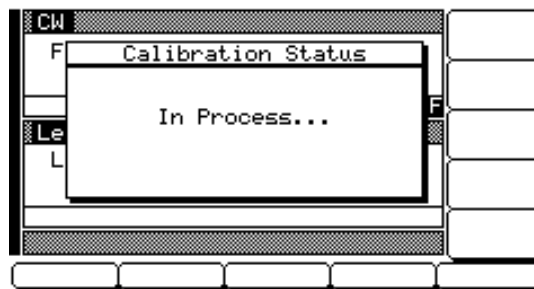 CW
F
Calibration Status
In Process...
F
Le
L